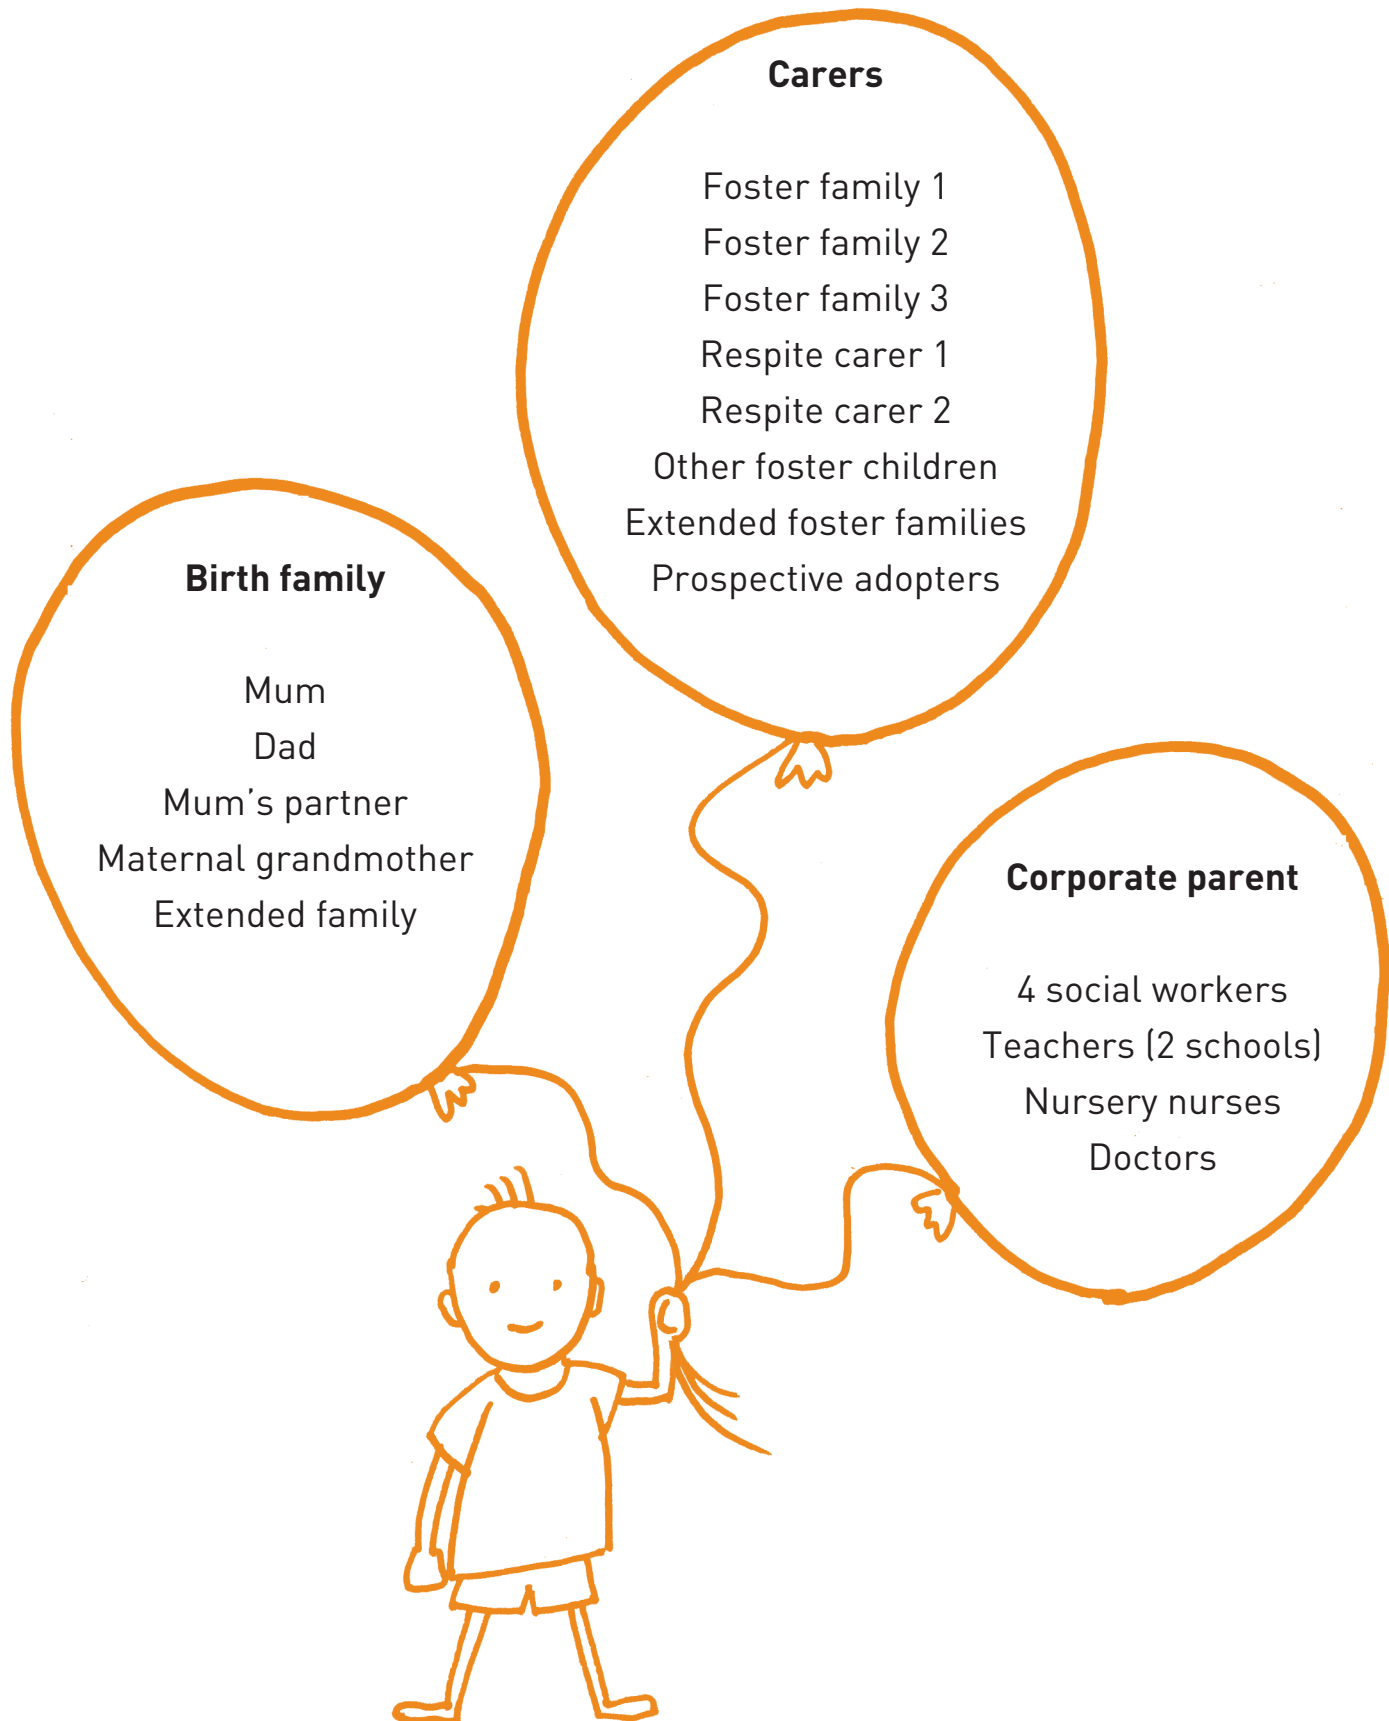 Carers
Foster family 1
Foster family 2
Foster family 3
Respite carer 1
Respite carer 2
Other foster children
Extended foster families
Prospective adopters
Birth family
Mum
Dad
Mum's partner
Maternal grandmother
Extended family
Corporate parent
4 social workers
Teachers (2 schools)
Nursery nurses
Doctors